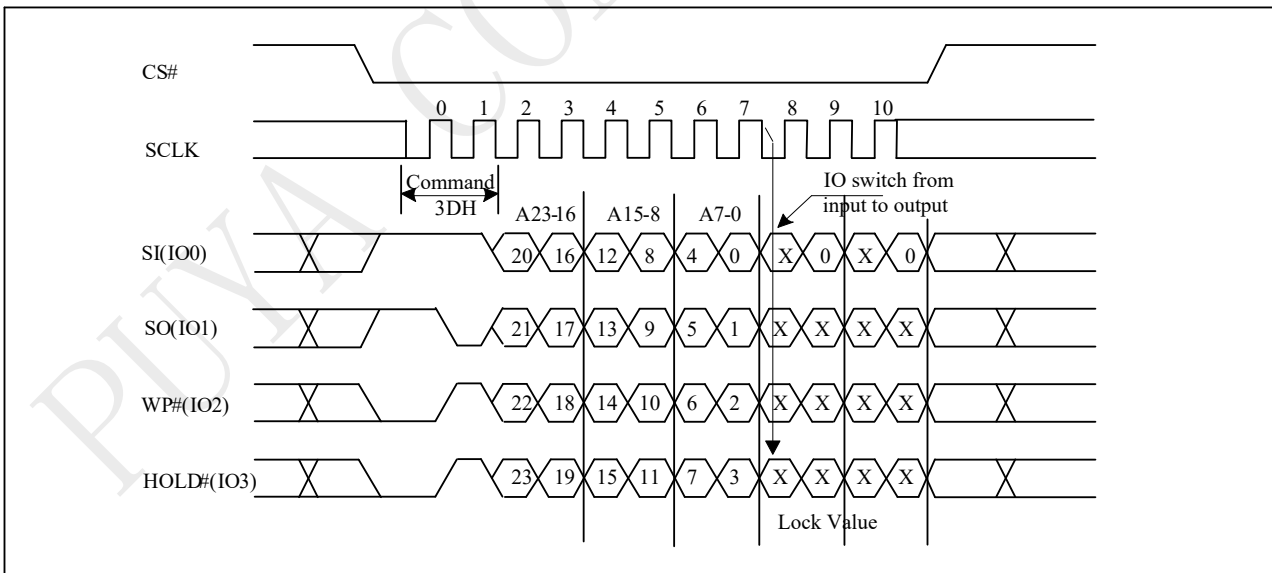 PUYA CO
CS#
0 1 2 3 4 5 6 7 8 9 10
SCLK
Command
3DH
IO switch from
input to output
A23-16 A15-8 A7-0
SI(IO0) 20 16 12 8 4 0 X 0 X 0
SO(IO1) 21 17 13 9 5 1 X X X X
WP#(IO2) 22 18 14 10 6 2 X X X X
HOLD#(IO3) 23 19 15 11 7 3 X X X X
Lock Value